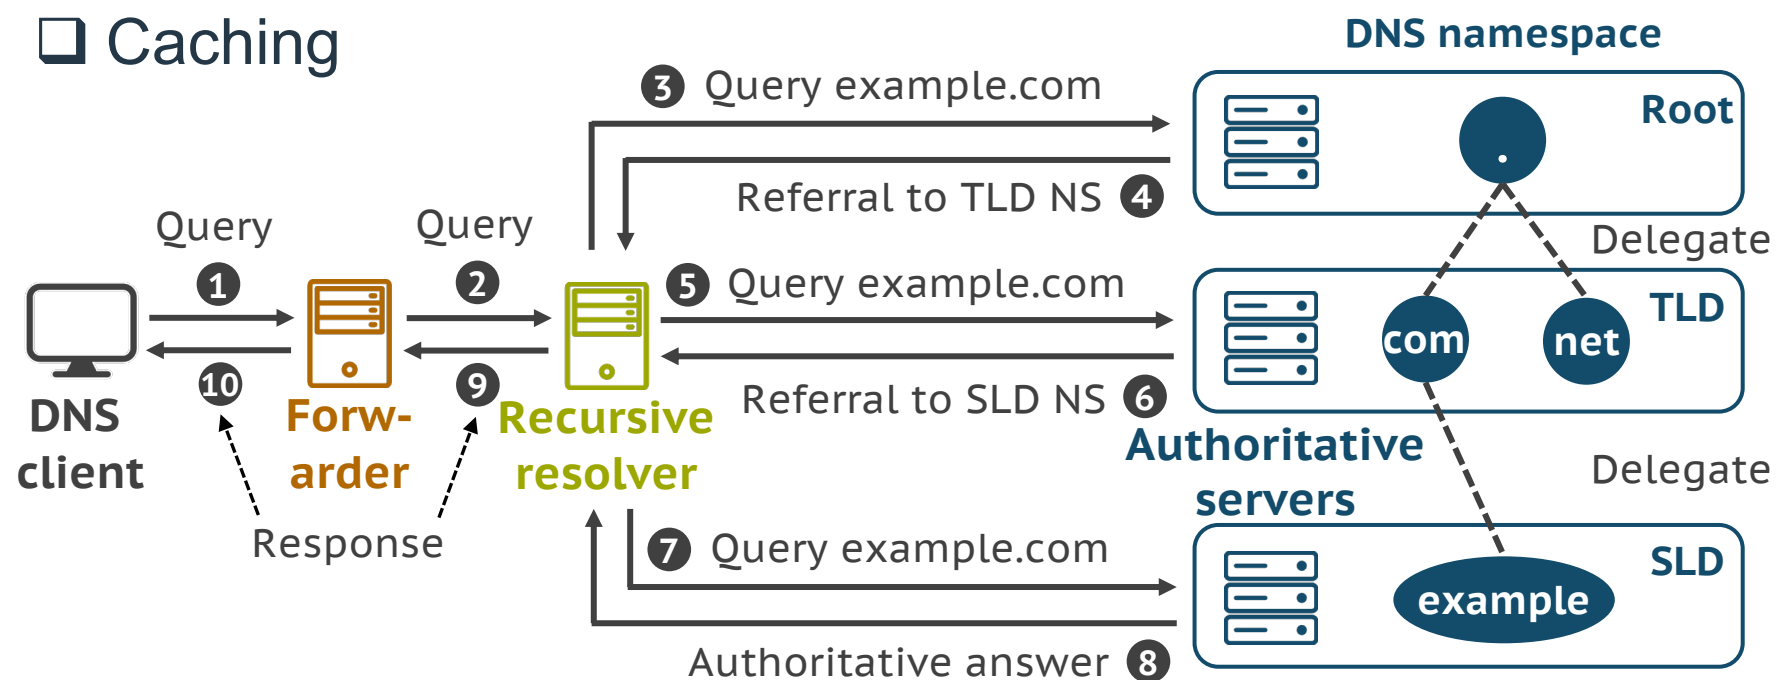 ❑ Caching
DNS namespace
3 Query example.com
Root
.
Referral to TLD NS 4
Delegate
Query
1
Query
2
5 Query example.com
TLD
com
net
10
9
Referral to SLD NS 6
DNS
client
Forw-
arder
Recursive
resolver
Authoritative
servers
Delegate
Response
7 Query example.com
SLD
example
Authoritative answer 8